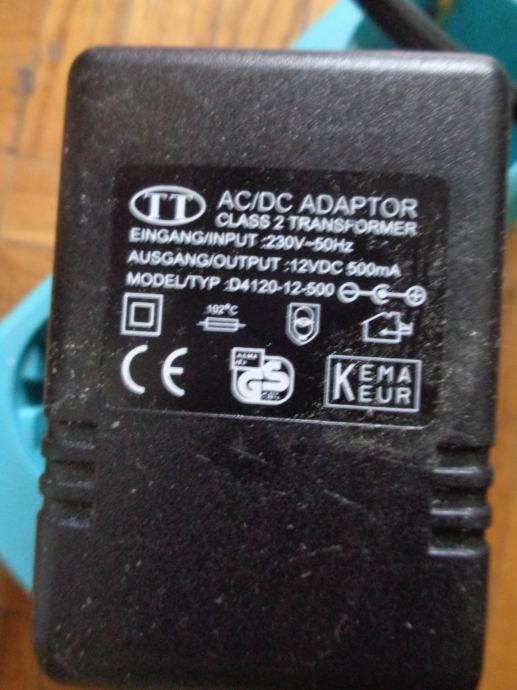 TT AC/DC ADAPTOR
CLASS 2 TRANSFORMER
EINGANG/INPUT :230V~50Hz
AUSGANG/OUTPUT :12VDC 500mA
MODEL/TYP :D4120-12-500
102°C
CE GS KEMA
KEUR